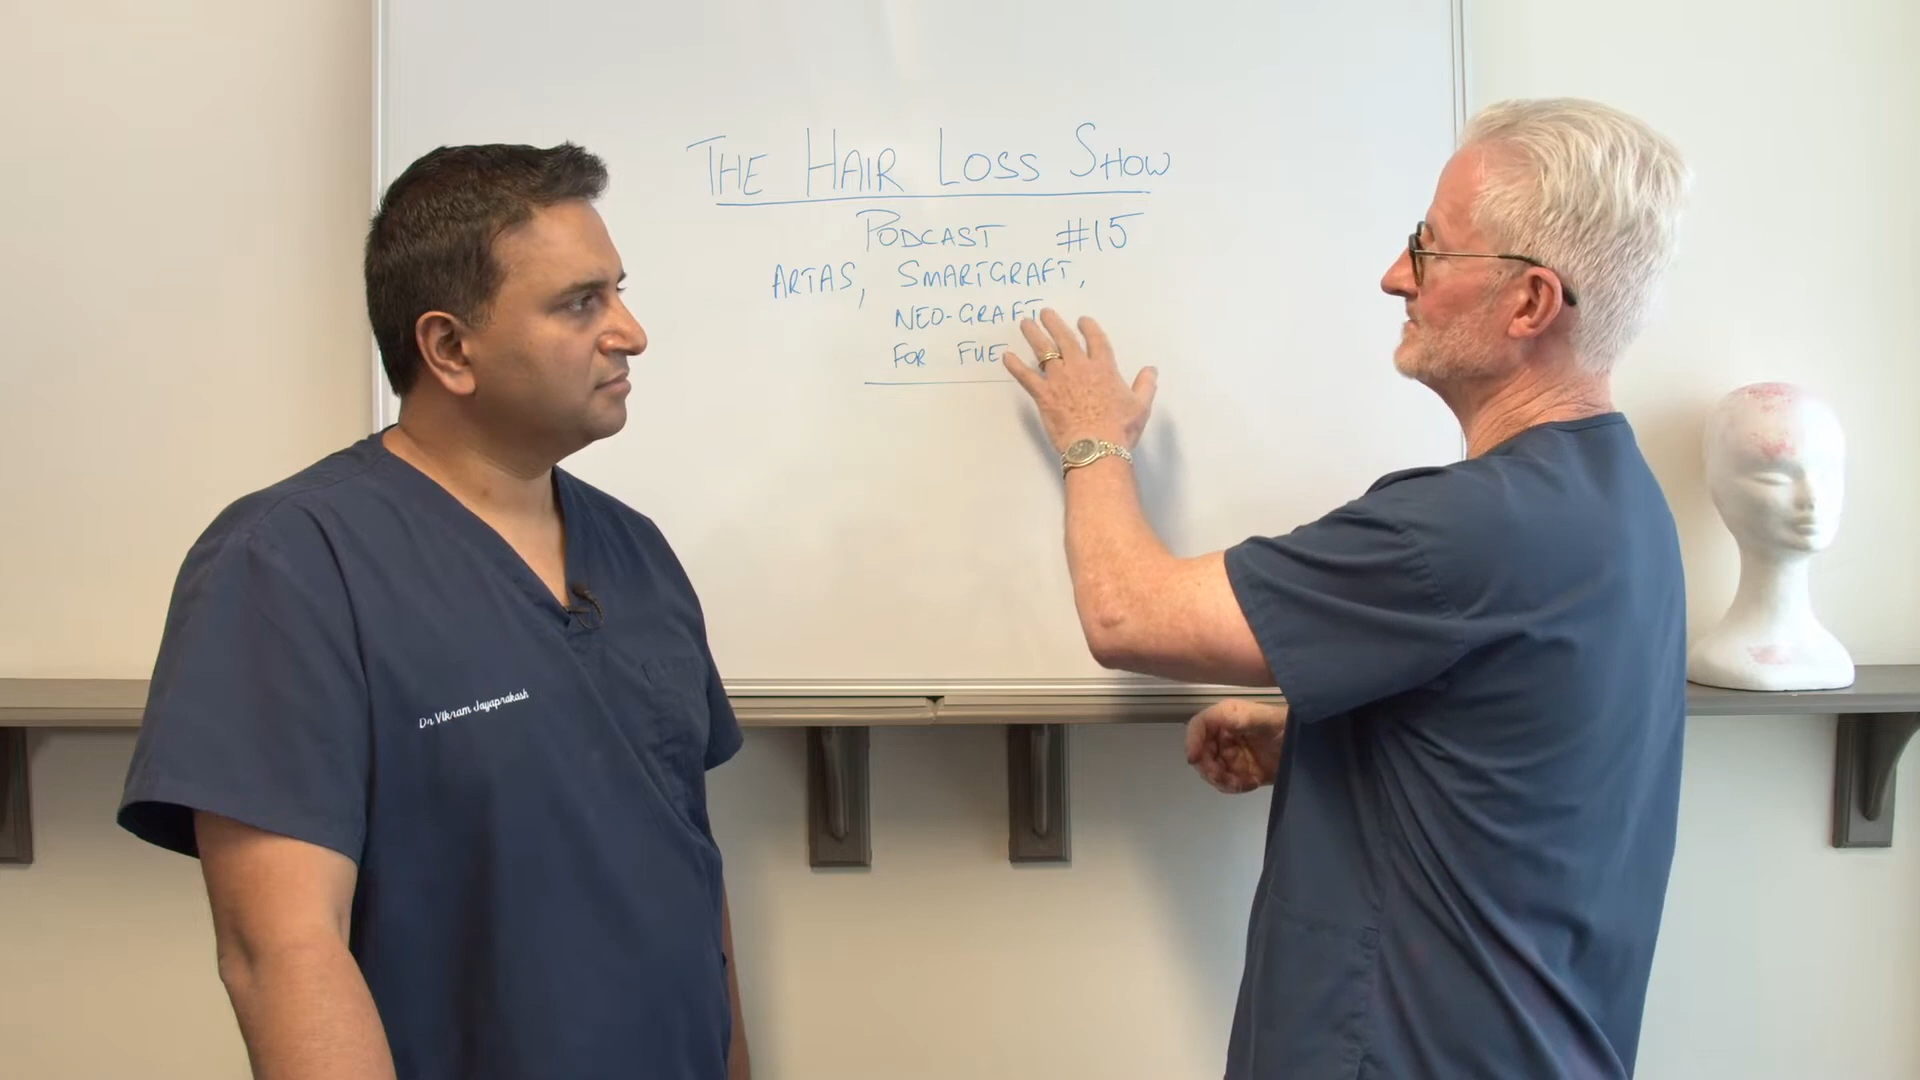 THE HAIR LOSS SHOW
PODCAST #15
ARTAS, SMARTGRAFT,
NEO-GRAFT
FOR FUE
Dr Vikram Jayaprakash